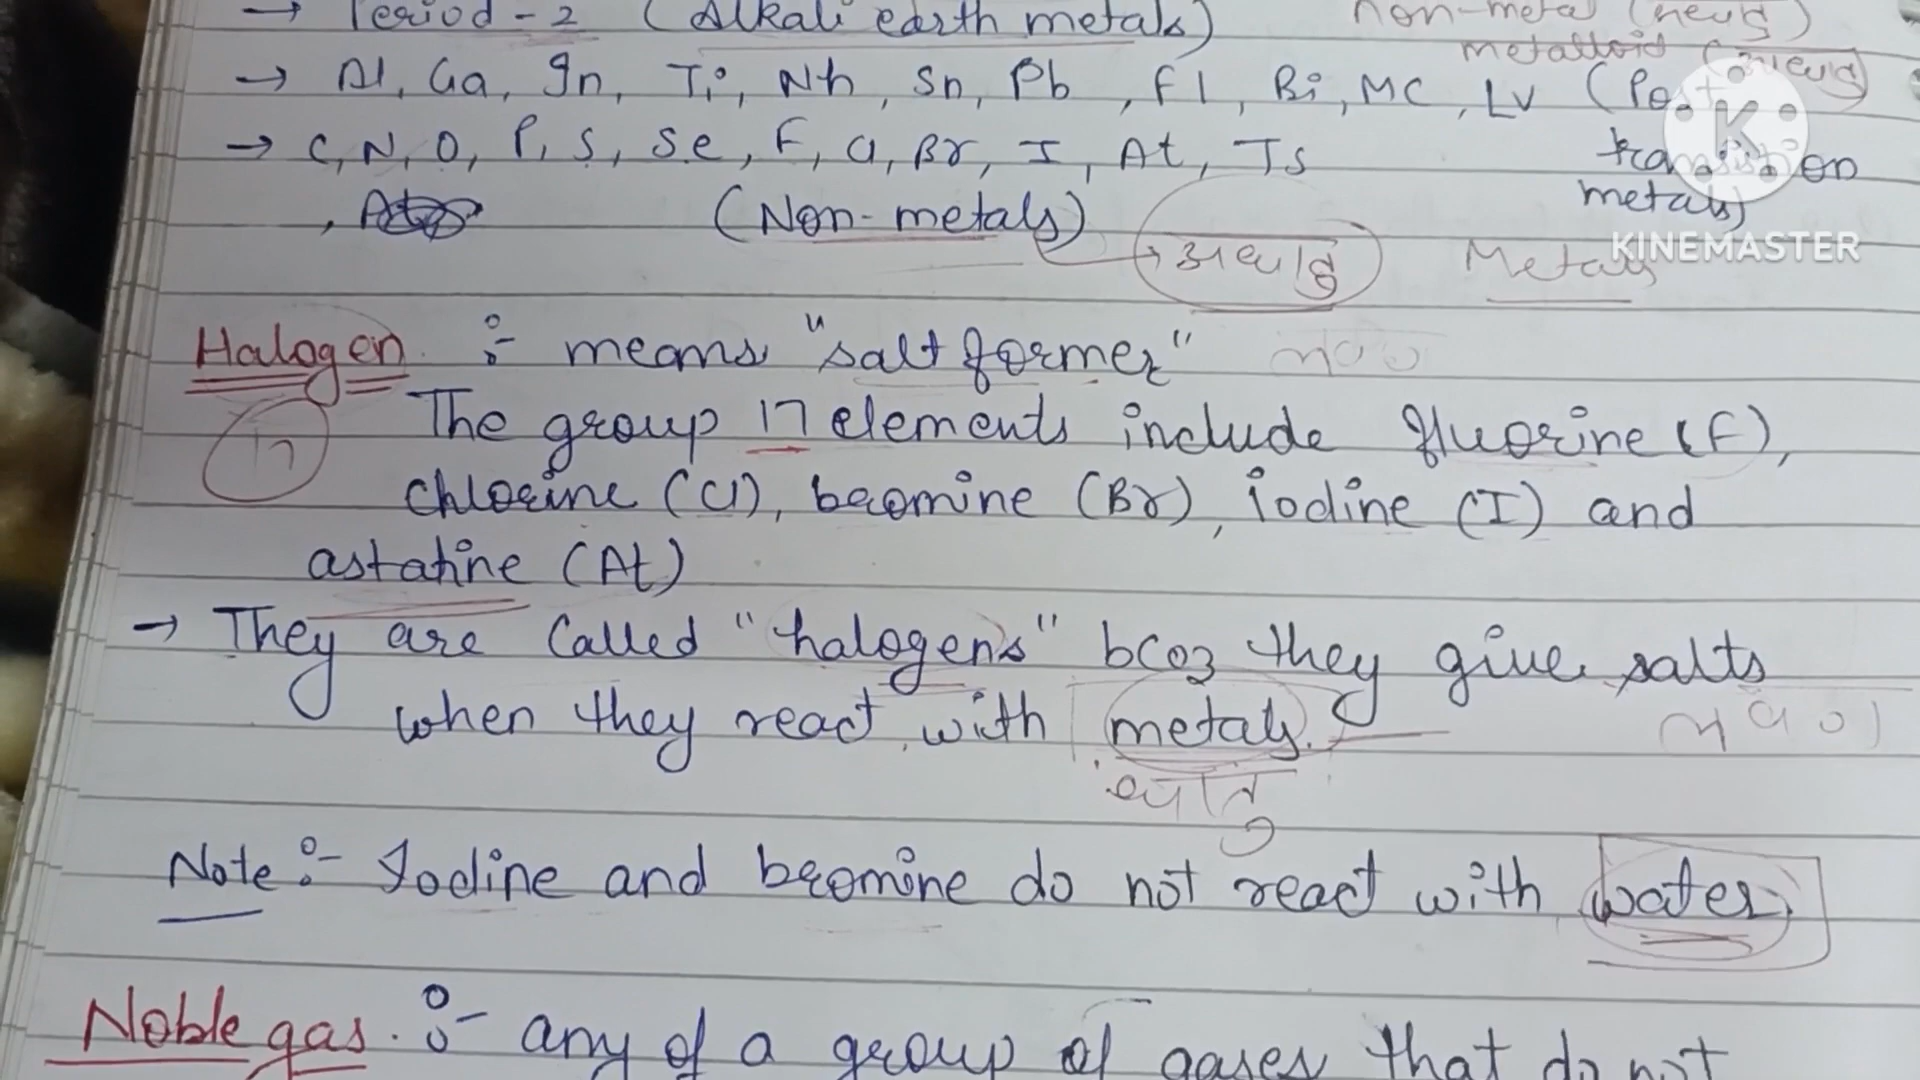 → Period - 2 (Alkali earth metals)
non-metal
metalloid
→ Al, Ga, In, Ti, Nh, Sn, Pb, Fl, Bi, MC, LV (Post
transition
metals)
→ C, N, O, P, S, Se, F, Cl, Br, I, At, Ts
, (Non-metals)
Metals
KINEMASTER
Halogen :- means "salt former"
The group 17 elements include fluorine (F),
17
chlorine (Cl), bromine (Br), iodine (I) and
astatine (At)
→ They are called "halogens" bcoz they give salts
when they react with metals.
धातु
Note :- Iodine and bromine do not react with water.
Noble gas. :- any of a group of gases that do not